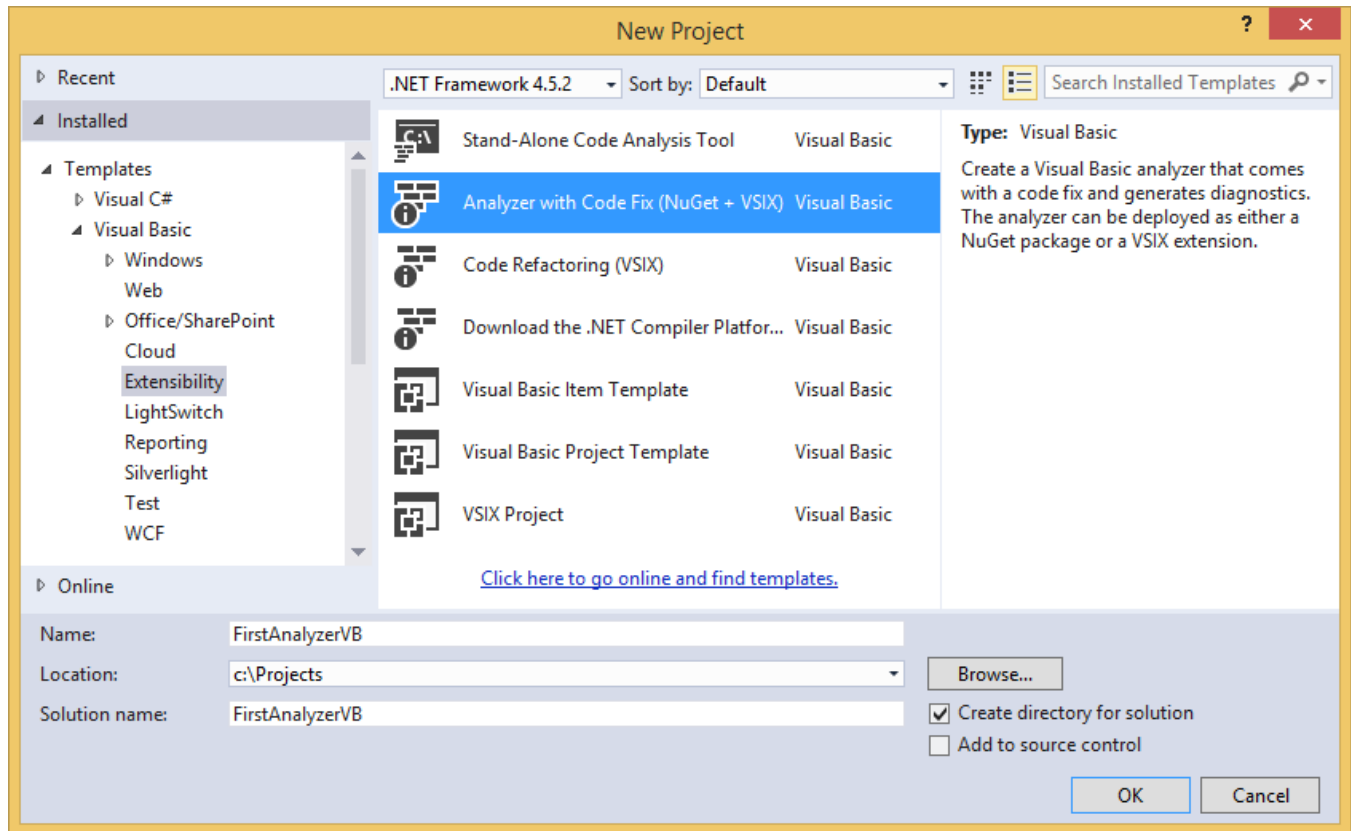 New Project
?
Recent
.NET Framework 4.5.2
Sort by:
Default
Search Installed Templates
Installed
Templates
Visual C#
Visual Basic
Windows
Web
Office/SharePoint
Cloud
Extensibility
LightSwitch
Reporting
Silverlight
Test
WCF
Online
C:\
Stand-Alone Code Analysis Tool Visual Basic
Analyzer with Code Fix (NuGet + VSIX) Visual Basic
Code Refactoring (VSIX) Visual Basic
Download the .NET Compiler Platfor... Visual Basic
Visual Basic Item Template Visual Basic
Visual Basic Project Template Visual Basic
VSIX Project Visual Basic
Click here to go online and find templates.
Type: Visual Basic
Create a Visual Basic analyzer that comes
with a code fix and generates diagnostics.
The analyzer can be deployed as either a
NuGet package or a VSIX extension.
Name: FirstAnalyzerVB
Location: c:\Projects
Browse...
Solution name: FirstAnalyzerVB
Create directory for solution
Add to source control
OK
Cancel